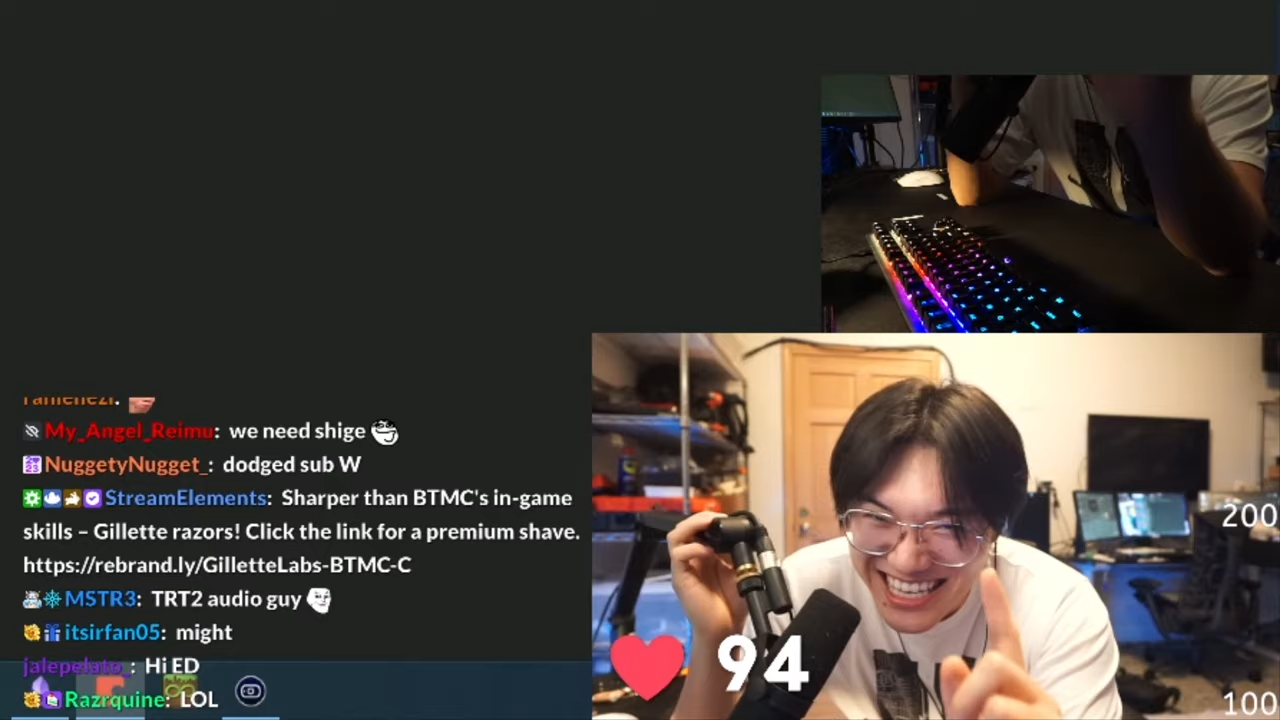 My_Angel_Reimu: we need shige
NuggetyNugget_: dodged sub W
StreamElements: Sharper than BTMC's in-game
skills – Gillette razors! Click the link for a premium shave.
https://rebrand.ly/GilletteLabs-BTMC-C
MSTR3: TRT2 audio guy
itsirfan05: might
jalepelato_: Hi ED
Razrquine: LOL
94
200
100